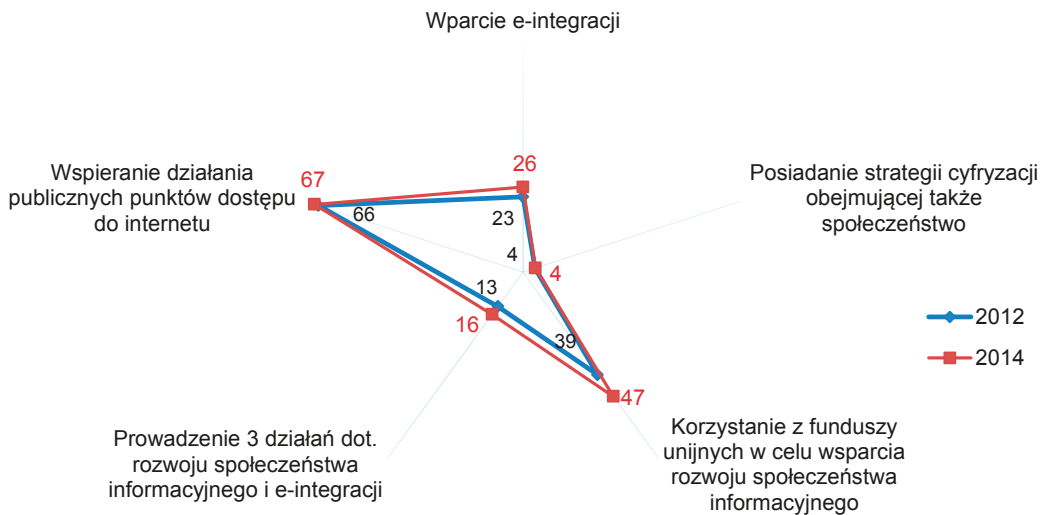 Wparcie e-integracji
26
23
Posiadanie strategii cyfryzacji
obejmującej także
społeczeństwo
4
4
Wspieranie działania
publicznych punktów dostępu
do internetu
67
66
13
16
39
47
2012
2014
Prowadzenie 3 działań dot.
rozwoju społeczeństwa
informacyjnego i e-integracji
Korzystanie z funduszy
unijnych w celu wsparcia
rozwoju społeczeństwa
informacyjnego